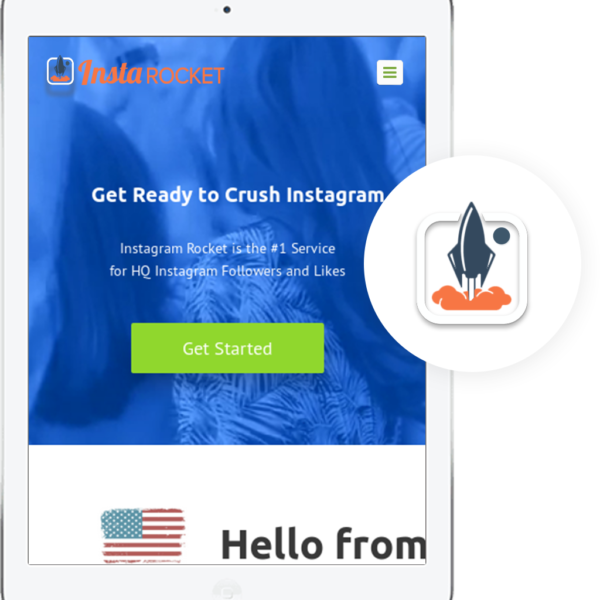 Insta ROCKET
Get Ready to Crush Instagram
Instagram Rocket is the #1 Service
for HQ Instagram Followers and Likes
Get Started
Hello from